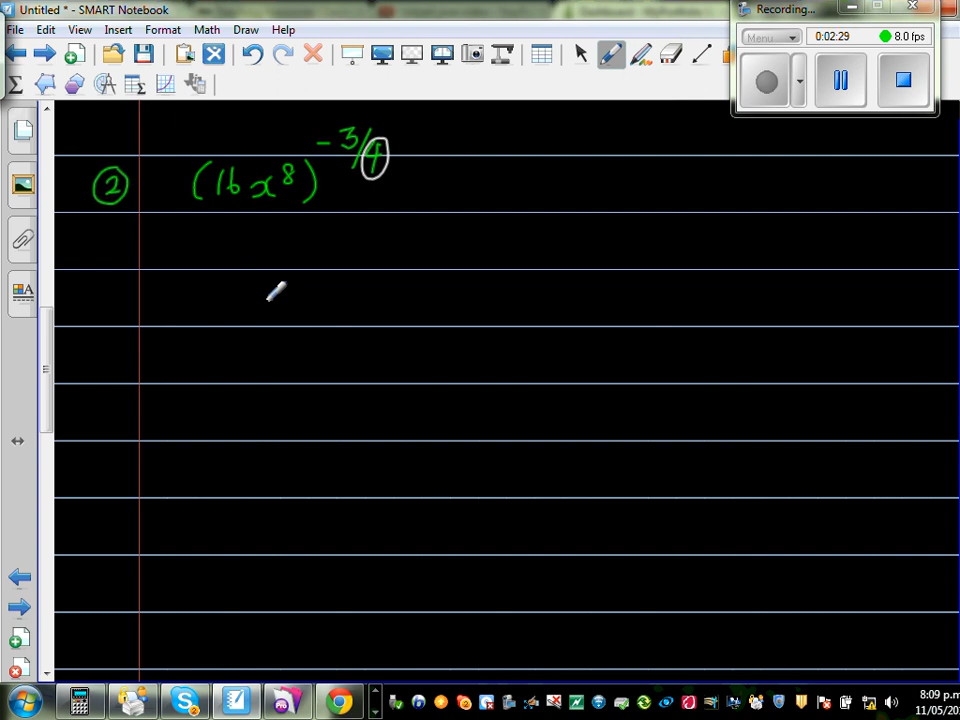 Untitled * - SMART Notebook
Recording...
File Edit View Insert Format Math Augmented Draw Help
Menu
0:02:29
8.0 fps
② (16x⁸)^-3/4
8:09 p.m
11/05/20